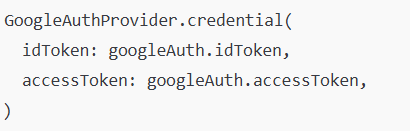 GoogleAuthProvider.credential(
  idToken: googleAuth.idToken,
  accessToken: googleAuth.accessToken,
)